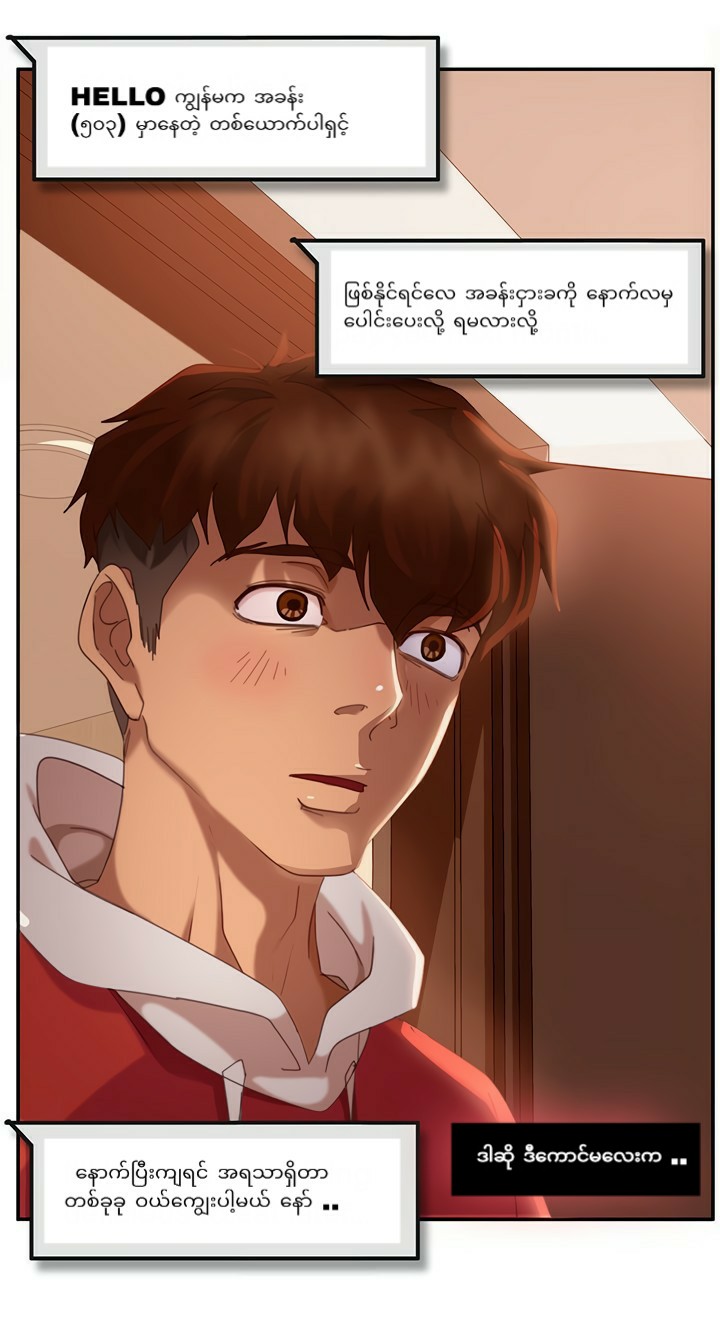 HELLO ကျွန်မက အခန်း
(၅၀၃) မှာနေတဲ့ တစ်ယောက်ပါရှင့်
ဖြစ်နိုင်ရင်လေ အခန်းငှားခကို နောက်လမှ
ပေါင်းပေးလို့ ရမလားလို့
နောက်ပြီးကျရင် အရသာရှိတာ
တစ်ခုခု ဝယ်ကျွေးပါ့မယ် နော် ..
ဒါဆို ဒီကောင်မလေးက ..